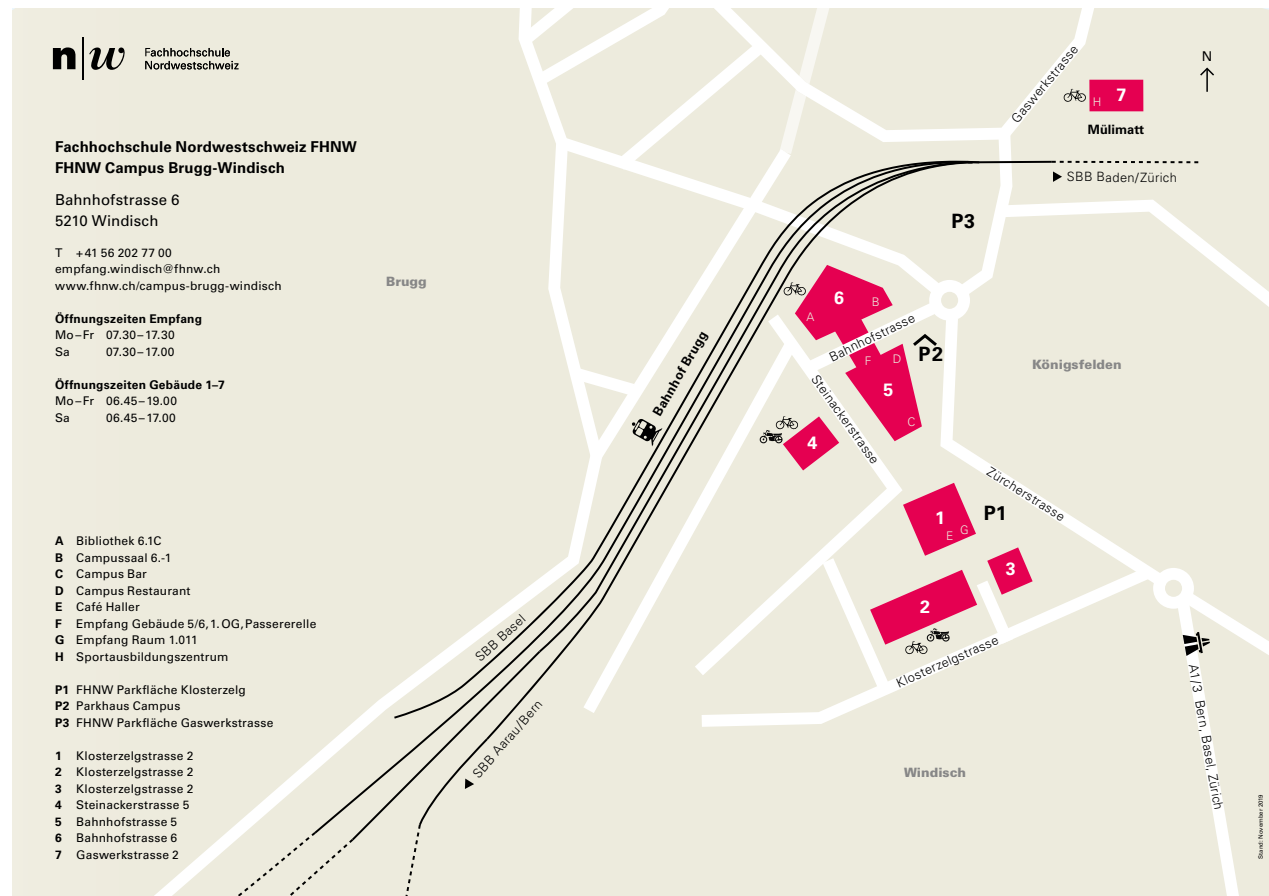 n|w Fachhochschule
Nordwestschweiz
Fachhochschule Nordwestschweiz FHNW
FHNW Campus Brugg-Windisch
Bahnhofstrasse 6
5210 Windisch
T +41 56 202 77 00
empfang.windisch@fhnw.ch
www.fhnw.ch/campus-brugg-windisch
Öffnungszeiten Empfang
Mo–Fr 07.30–17.30
Sa 07.30–17.00
Öffnungszeiten Gebäude 1–7
Mo–Fr 06.45–19.00
Sa 06.45–17.00
A Bibliothek 6.1C
B Campussaal 6.-1
C Campus Bar
D Campus Restaurant
E Café Haller
F Empfang Gebäude 5/6, 1. OG, Passererelle
G Empfang Raum 1.011
H Sportausbildungszentrum
P1 FHNW Parkfläche Klosterzelg
P2 Parkhaus Campus
P3 FHNW Parkfläche Gaswerkstrasse
1 Klosterzelgstrasse 2
2 Klosterzelgstrasse 2
3 Klosterzelgstrasse 2
4 Steinackerstrasse 5
5 Bahnhofstrasse 5
6 Bahnhofstrasse 6
7 Gaswerkstrasse 2
N
Gaswerkstrasse
H 7
Mülimatt
SBB Baden/Zürich
P3
Brugg
6
A
B
Bahnhofstrasse
P2
Königsfelden
F
D
5
C
Bahnhof Brugg
Steinackerstrasse
4
Zürcherstrasse
1
E
G
P1
3
2
Klosterzelgstrasse
SBB Basel
SBB Aarau/Bern
A1/3 Bern, Basel, Zürich
Windisch
Stand: November 2019